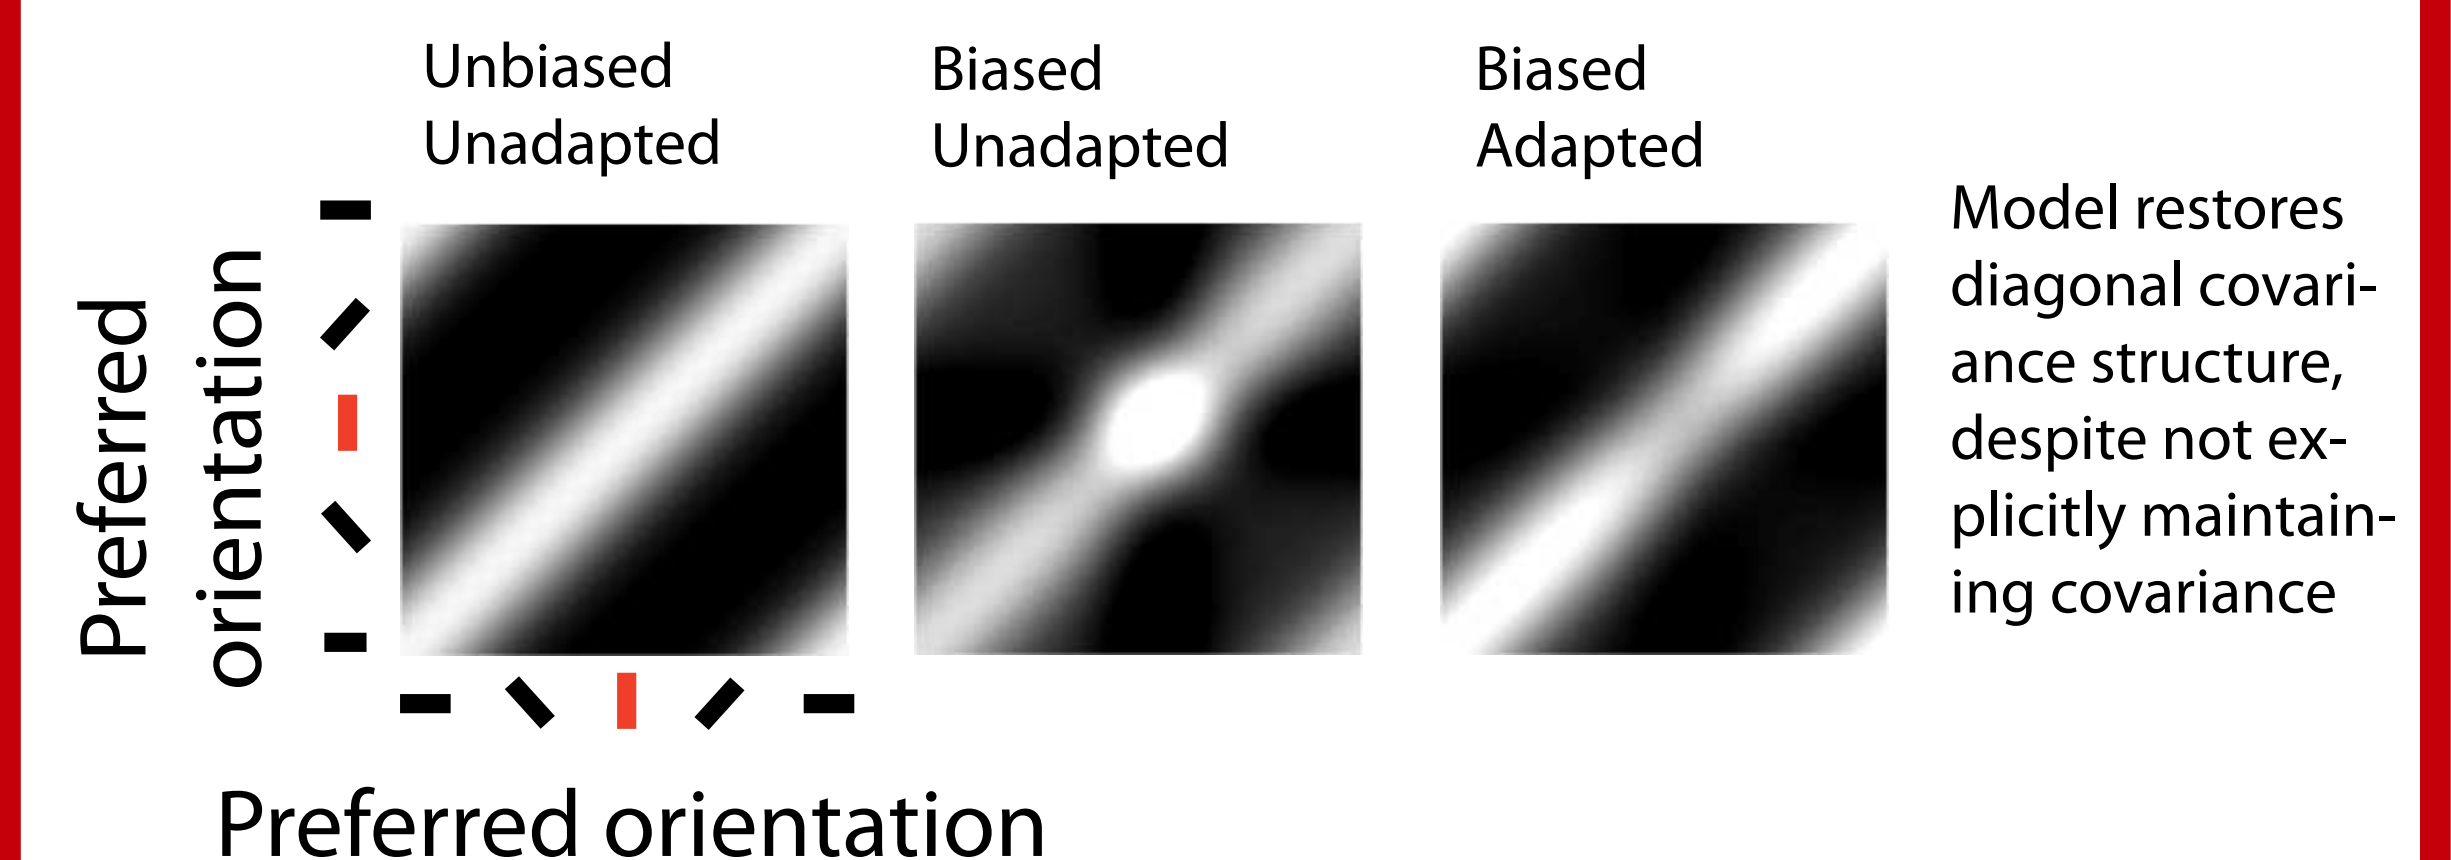 Unbiased
Unadapted
Biased
Unadapted
Biased
Adapted
Preferred
orientation
Model restores
diagonal covari-
ance structure,
despite not ex-
plicitly maintain-
ing covariance
Preferred orientation